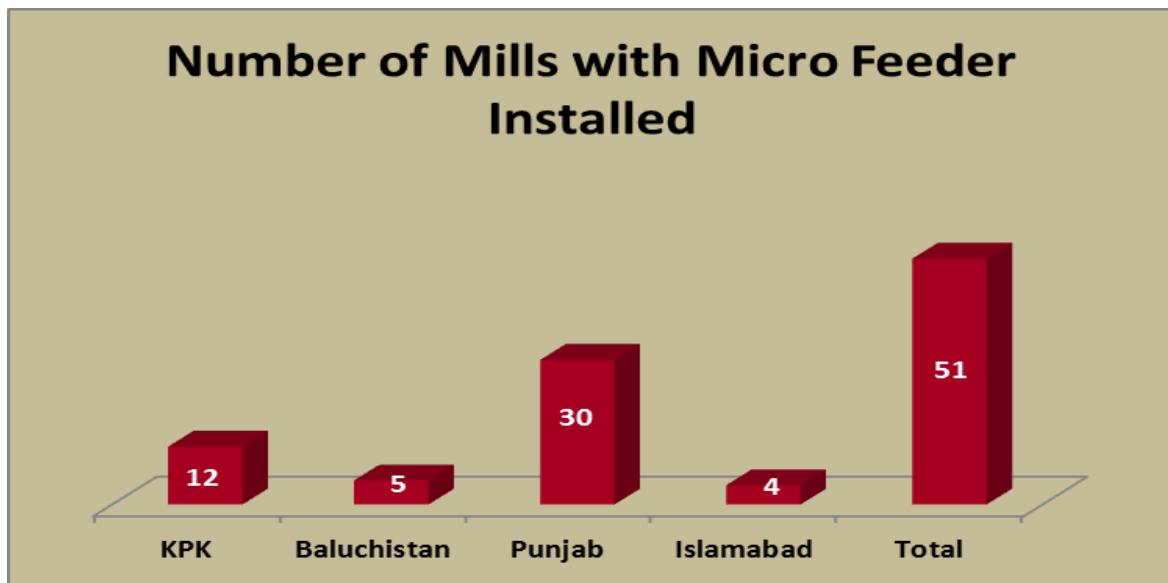 Number of Mills with Micro Feeder
Installed
51
30
12
5
4
KPK Baluchistan Punjab Islamabad Total